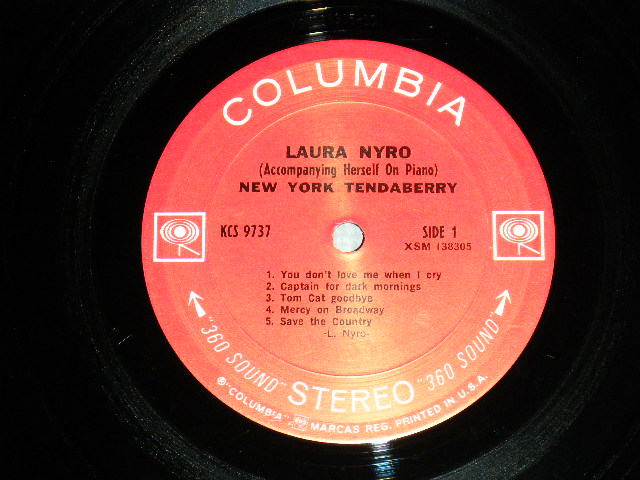 COLUMBIA
LAURA NYRO
(Accompanying Herself On Piano)
NEW YORK TENDABERRY
KCS 9737
SIDE 1
XSM 138305
1. You don't love me when I cry
2. Captain for dark mornings
3. Tom Cat goodbye
4. Mercy on Broadway
5. Save the Country
-L. Nyro-
"360 SOUND" STEREO "360 SOUND"
® "COLUMBIA" MARCAS REG. PRINTED IN U.S.A.